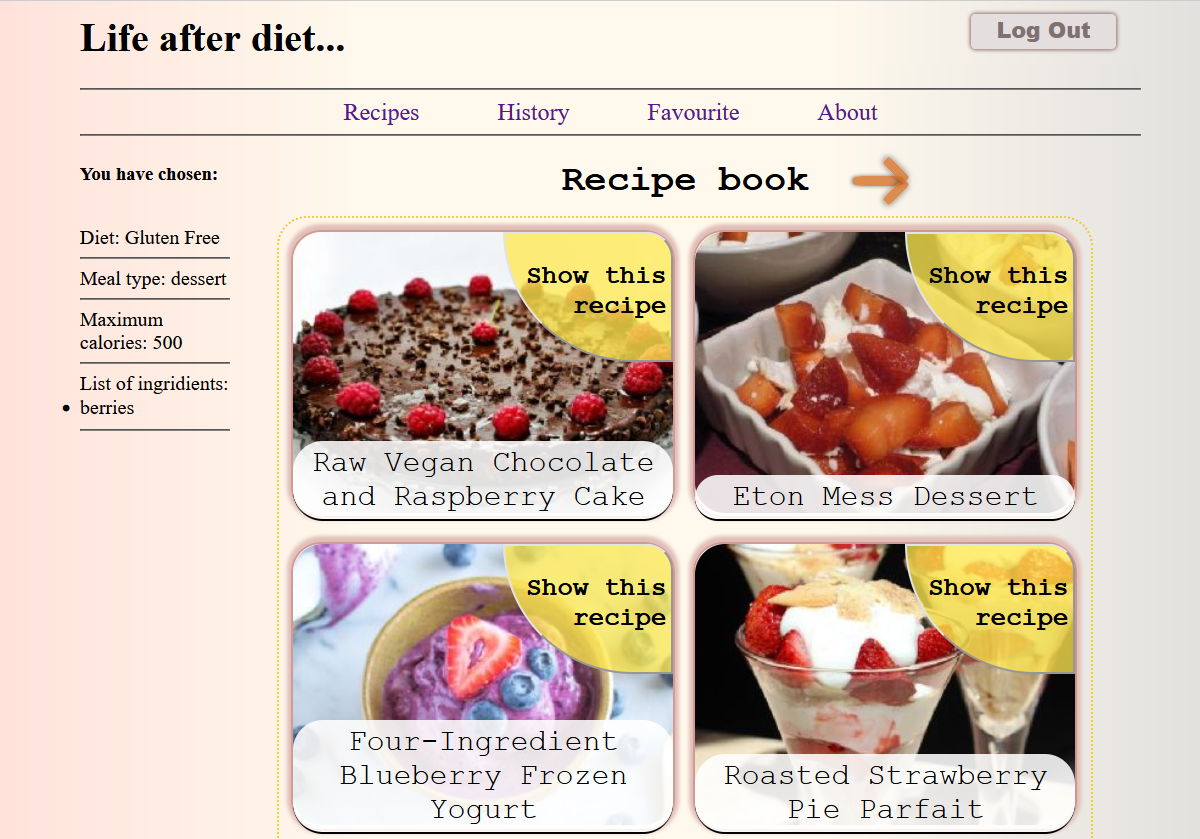 Life after diet...
Log Out
Recipes History Favourite About
You have chosen:
Diet: Gluten Free
Meal type: dessert
Maximum
calories: 500
List of ingridients:
berries
Recipe book
Show this
recipe
Raw Vegan Chocolate
and Raspberry Cake
Show this
recipe
Eton Mess Dessert
Show this
recipe
Four-Ingredient
Blueberry Frozen
Yogurt
Show this
recipe
Roasted Strawberry
Pie Parfait